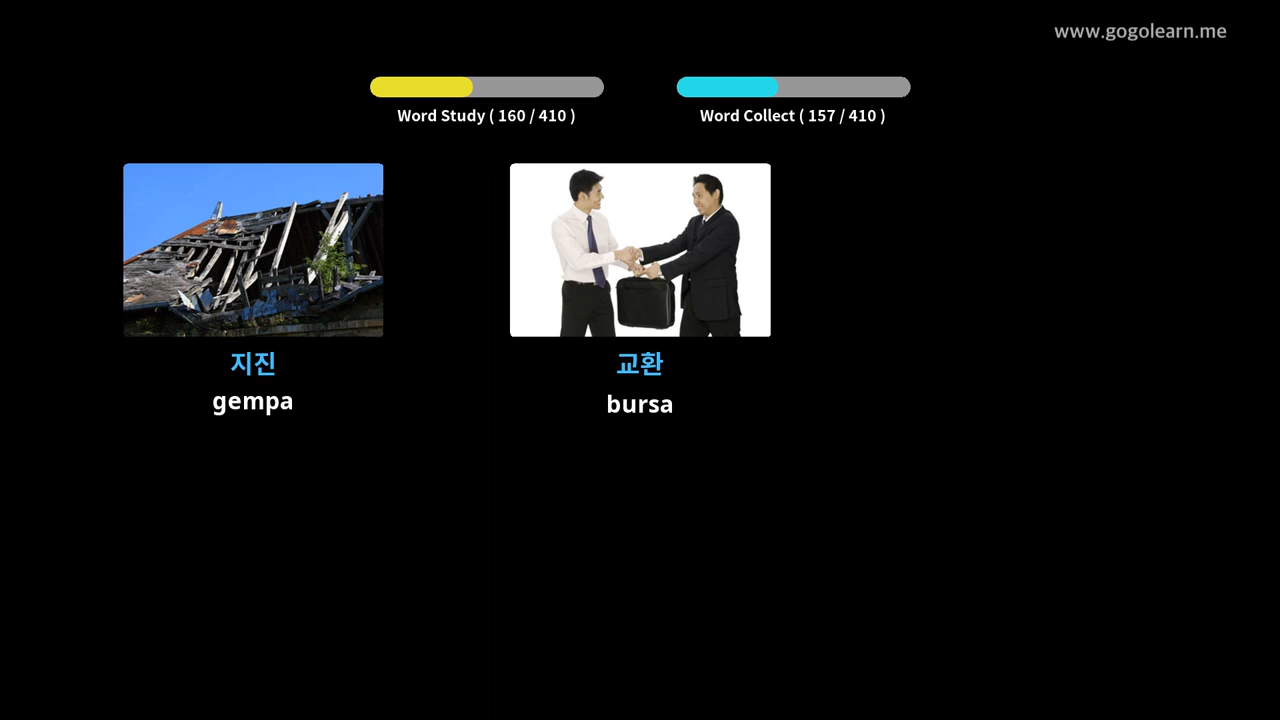 www.gogolearn.me
Word Study ( 160 / 410 )
Word Collect ( 157 / 410 )
지진
gempa
교환
bursa